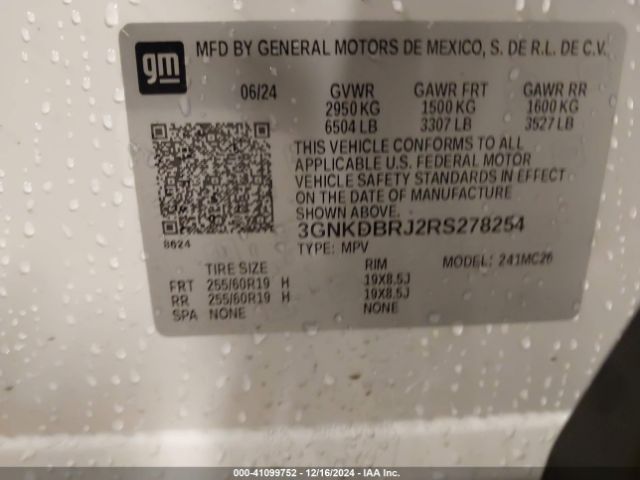 gm
MFD BY GENERAL MOTORS DE MEXICO, S. DE R.L. DE C.V.
06/24 GVWR GAWR FRT GAWR RR
2950 KG 1500 KG 1600 KG
6504 LB 3307 LB 3527 LB
THIS VEHICLE CONFORMS TO ALL
APPLICABLE U.S. FEDERAL MOTOR
VEHICLE SAFETY STANDARDS IN EFFECT
ON THE DATE OF MANUFACTURE
SHOWN ABOVE.
3GNKDBRJ2RS278254
8624
TYPE: MPV
TIRE SIZE RIM MODEL: 241MC26
FRT 255/60R19 H 19X8.5J
RR 255/60R19 H 19X8.5J
SPA NONE NONE
000-41099752 - 12/16/2024 - IAA Inc.